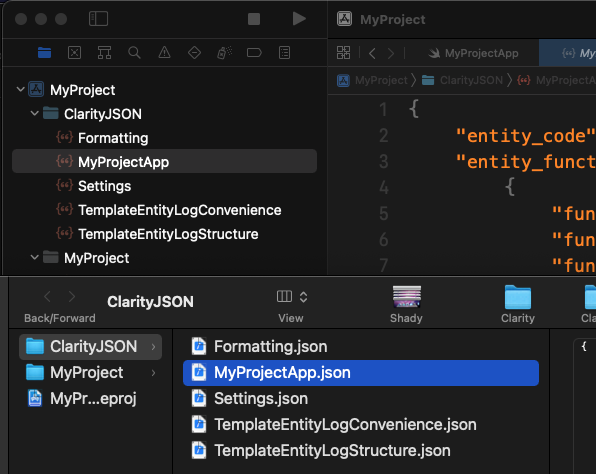 MyProject
MyProjectApp
My
MyProject
ClarityJSON
Formatting
MyProjectApp
Settings
TemplateEntityLogConvenience
TemplateEntityLogStructure
MyProject
MyProject 〉 ClarityJSON 〉 MyProjectA
1 {
2 "entity_code"
3 "entity_funct
4 {
5 "fun
6 "fun
7 "fun
Back/Forward
ClarityJSON
View
Shady
Clarity
Cla
ClarityJSON
MyProject
MyPr...eproj
Formatting.json
MyProjectApp.json
Settings.json
TemplateEntityLogConvenience.json
TemplateEntityLogStructure.json
{